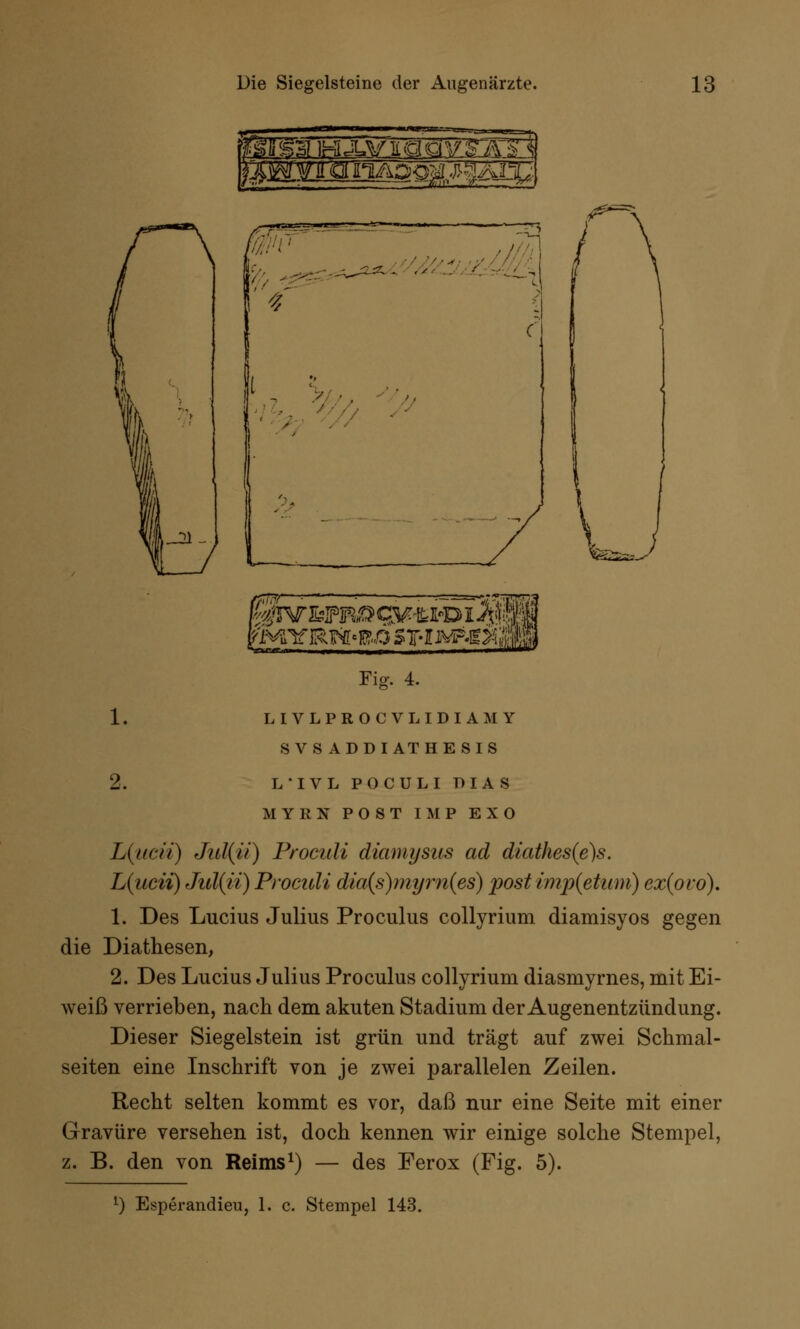 Die Siegelsteine der Augenärzte. 13
Fig. 4.
1. LIVLPROCVLIDIAMY
SVSADDIATHESIS
2. L·IVL POCULI DIAS
MYRN POST IMP EXO
L(ucii) Jul(ii) Proculi diamysus ad diathes(e)s.
L(ucii) Jul(ii) Proculi dia(s)myrn(es) post imp(etum) ex(ovo).
1. Des Lucius Julius Proculus collyrium diamisyos gegen
die Diathesen,
2. Des Lucius Julius Proculus collyrium diasmyrnes, mit Ei-
weiß verrieben, nach dem akuten Stadium der Augenentzündung.
Dieser Siegelstein ist grün und trägt auf zwei Schmal-
seiten eine Inschrift von je zwei parallelen Zeilen.
Recht selten kommt es vor, daß nur eine Seite mit einer
Gravüre versehen ist, doch kennen wir einige solche Stempel,
z. B. den von Reims¹) — des Ferox (Fig. 5).
¹) Espérandieu, l. c. Stempel 143.